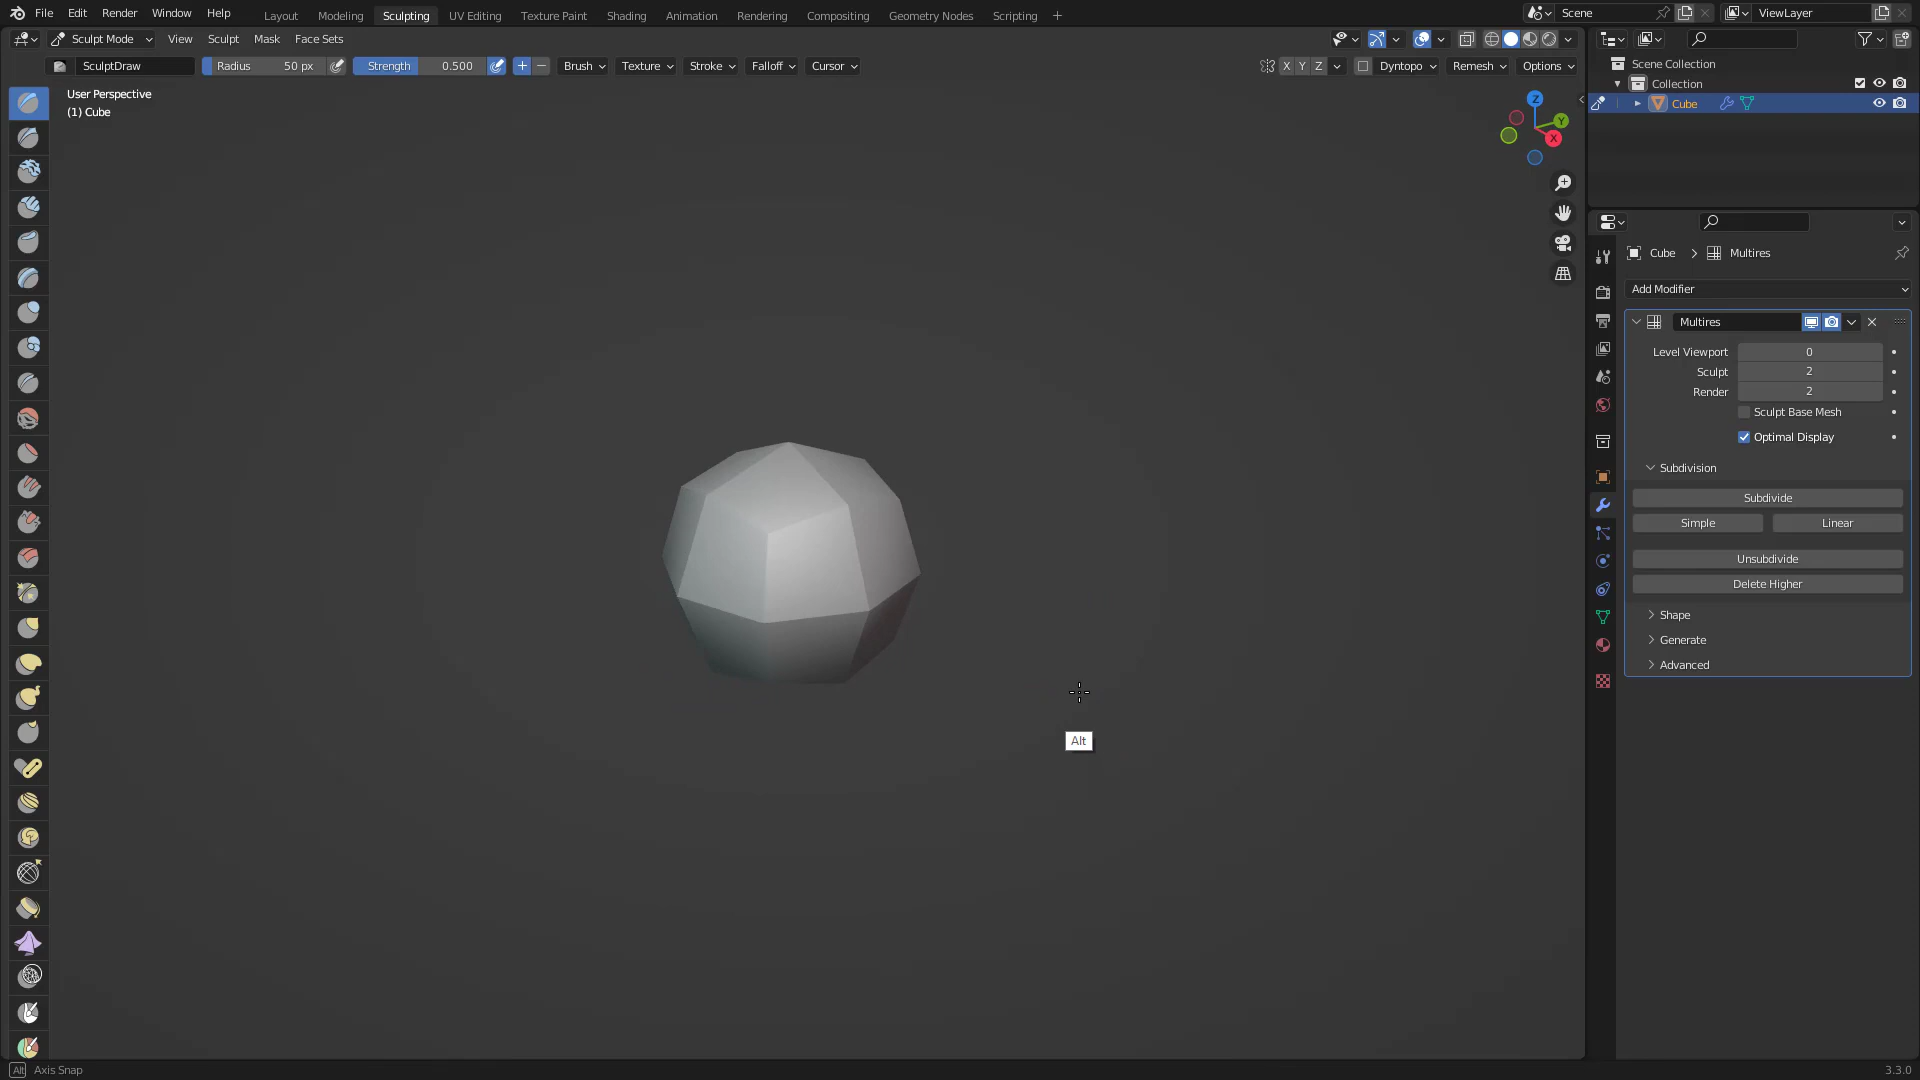 File Edit Render Window Help Layout Modeling Sculpting UV Editing Texture Paint Shading Animation Rendering Compositing Geometry Nodes Scripting + Scene ViewLayer
Sculpt Mode View Sculpt Mask Face Sets
SculptDraw Radius 50 px Strength 0.500 + − Brush Texture Stroke Falloff Cursor X Y Z Dyntopo Remesh Options
User Perspective
(1) Cube
Z
Y
X
Alt
Scene Collection
Collection
Cube
Cube > Multires
Add Modifier
Multires
Level Viewport 0
Sculpt 2
Render 2
Sculpt Base Mesh
Optimal Display
Subdivision
Subdivide
Simple Linear
Unsubdivide
Delete Higher
Shape
Generate
Advanced
Alt Axis Snap 3.3.0